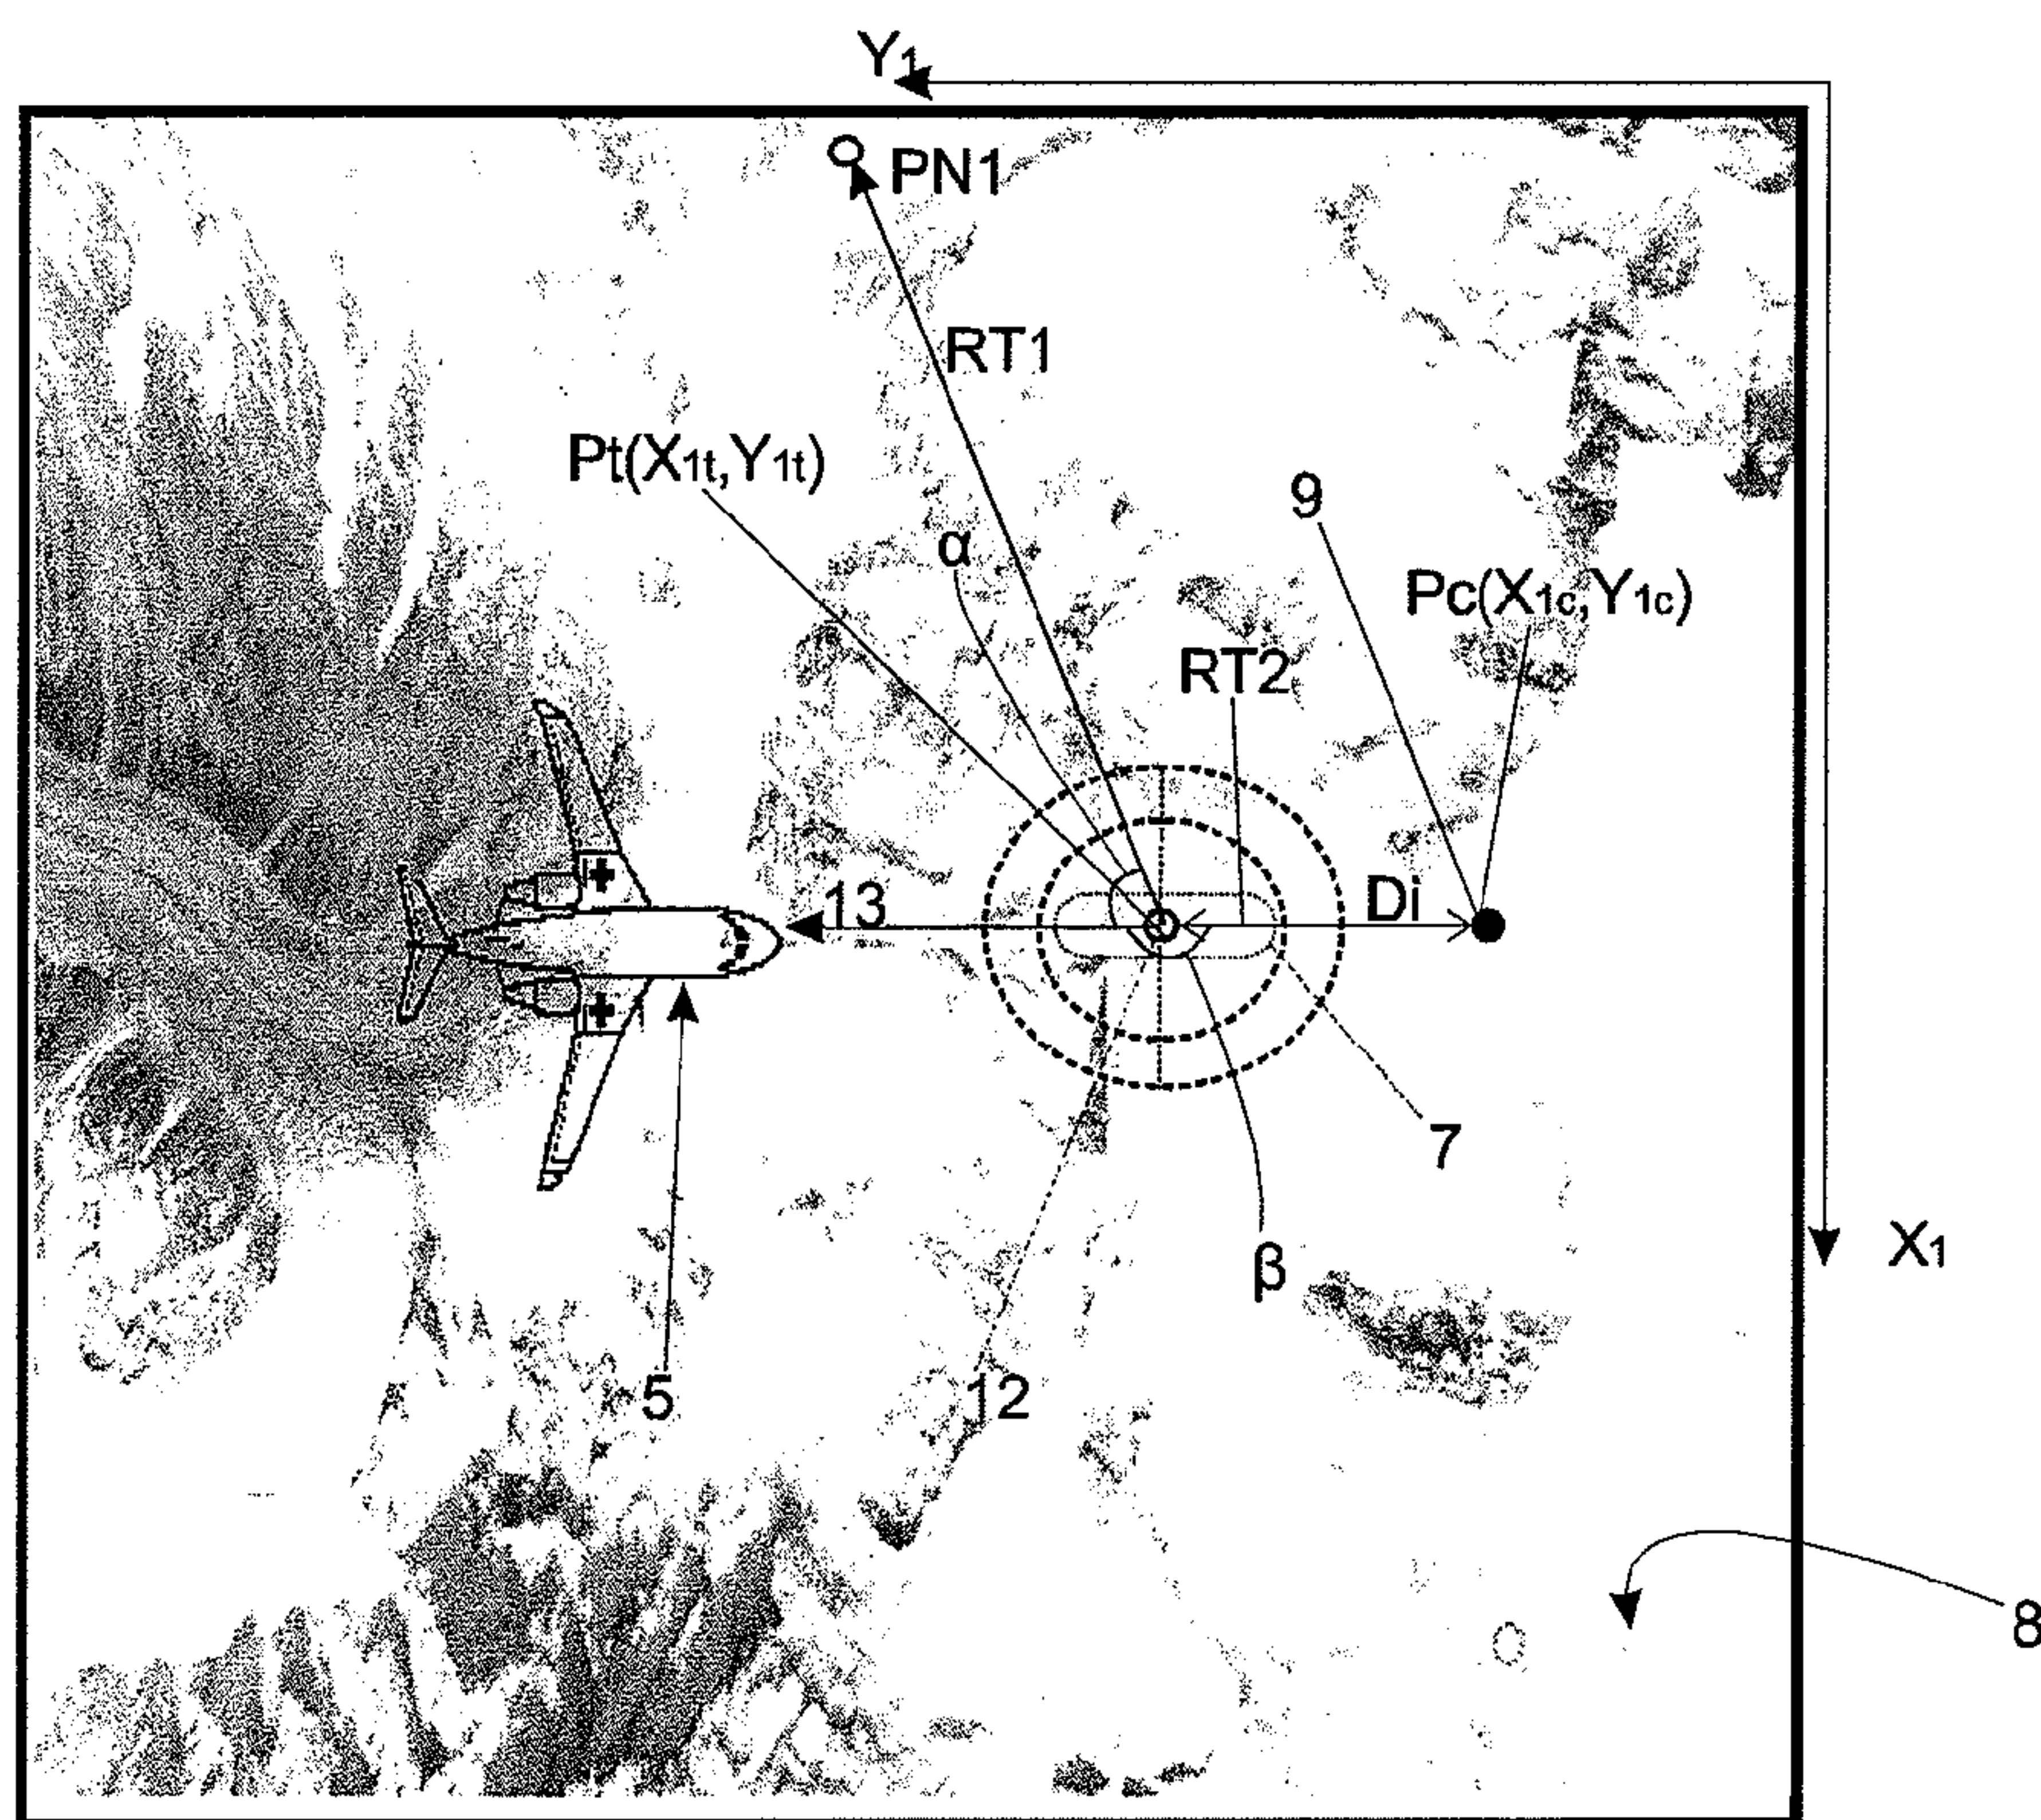 Y1
PN1
RT1
Pt(X1t,Y1t)
9
α
Pc(X1c,Y1c)
RT2
13
Di
7
X1
β
5
12
8